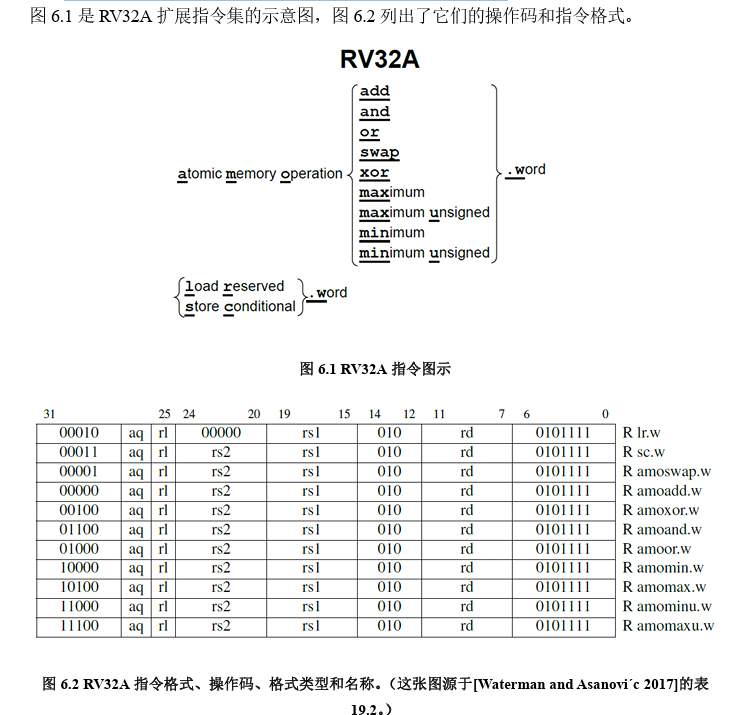 图 6.1 是 RV32A 扩展指令集的示意图，图 6.2 列出了它们的操作码和指令格式。
RV32A
add
and
or
swap
atomic memory operation xor .word
maximum
maximum unsigned
minimum
minimum unsigned
load reserved
store conditional .word
图 6.1 RV32A 指令图示
31 25 24 20 19 15 14 12 11 7 6 0
00010 aq rl 00000 rs1 010 rd 0101111 R lr.w
00011 aq rl rs2 rs1 010 rd 0101111 R sc.w
00001 aq rl rs2 rs1 010 rd 0101111 R amoswap.w
00000 aq rl rs2 rs1 010 rd 0101111 R amoadd.w
00100 aq rl rs2 rs1 010 rd 0101111 R amoxor.w
01100 aq rl rs2 rs1 010 rd 0101111 R amoand.w
01000 aq rl rs2 rs1 010 rd 0101111 R amoor.w
10000 aq rl rs2 rs1 010 rd 0101111 R amomin.w
10100 aq rl rs2 rs1 010 rd 0101111 R amomax.w
11000 aq rl rs2 rs1 010 rd 0101111 R amominu.w
11100 aq rl rs2 rs1 010 rd 0101111 R amomaxu.w
图 6.2 RV32A 指令格式、操作码、格式类型和名称。（这张图源于[Waterman and Asanovi´c 2017]的表
19.2。）